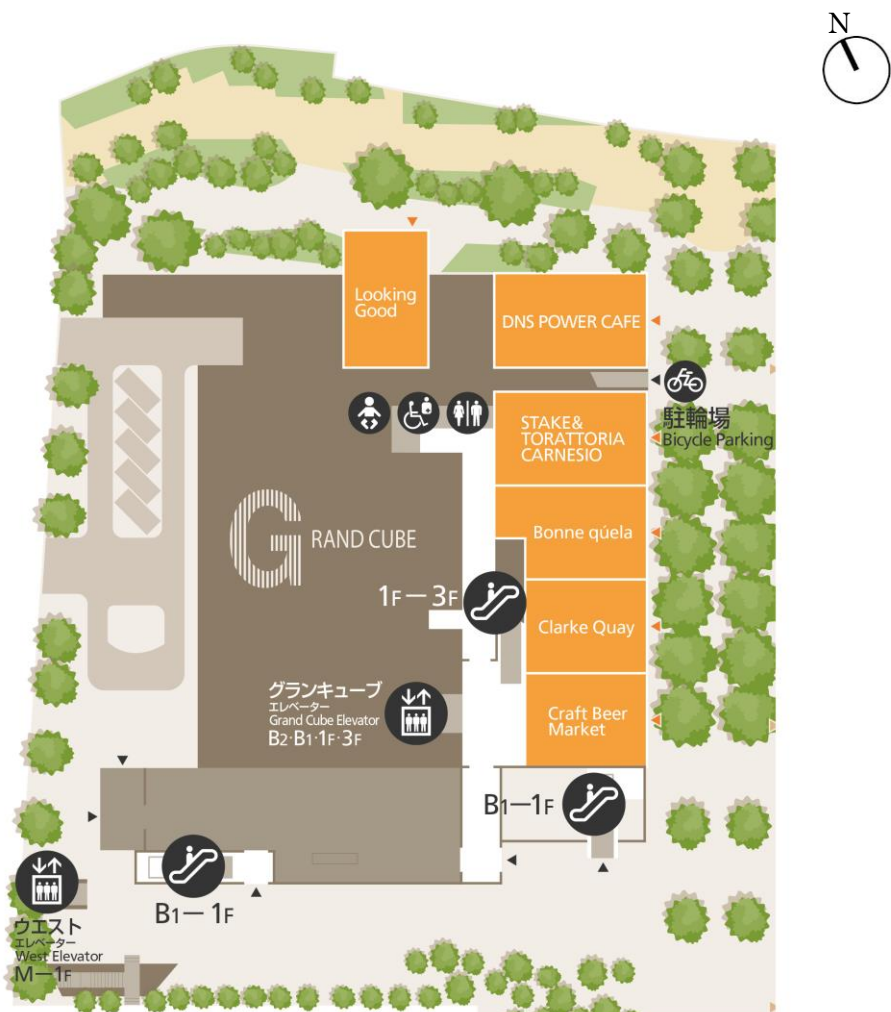 N
Looking
Good
DNS POWER CAFE
駐輪場
Bicycle Parking
STAKE&
TORATTORIA
CARNESIO
GRAND CUBE
Bonne qúela
1F－3F
Clarke Quay
グランキューブ
エレベーター
Grand Cube Elevator
B2·B1·1F·3F
Craft Beer
Market
B1－1F
B1－1F
ウエスト
エレベーター
West Elevator
M－1F